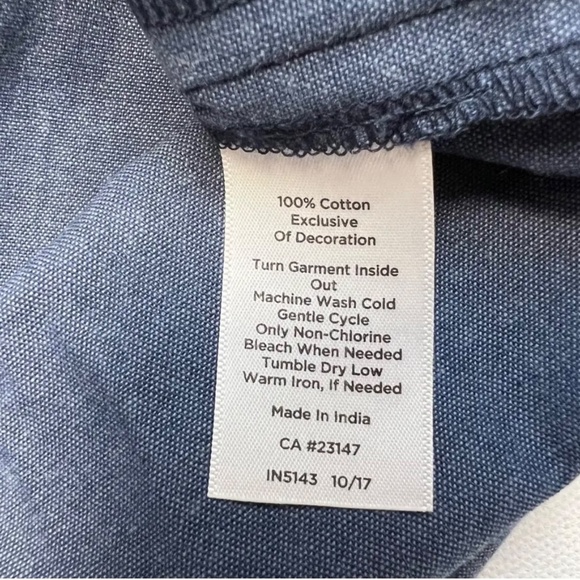 100% Cotton
Exclusive
Of Decoration
Turn Garment Inside
Out
Machine Wash Cold
Gentle Cycle
Only Non-Chlorine
Bleach When Needed
Tumble Dry Low
Warm Iron, If Needed
Made In India
CA #23147
IN5143 10/17